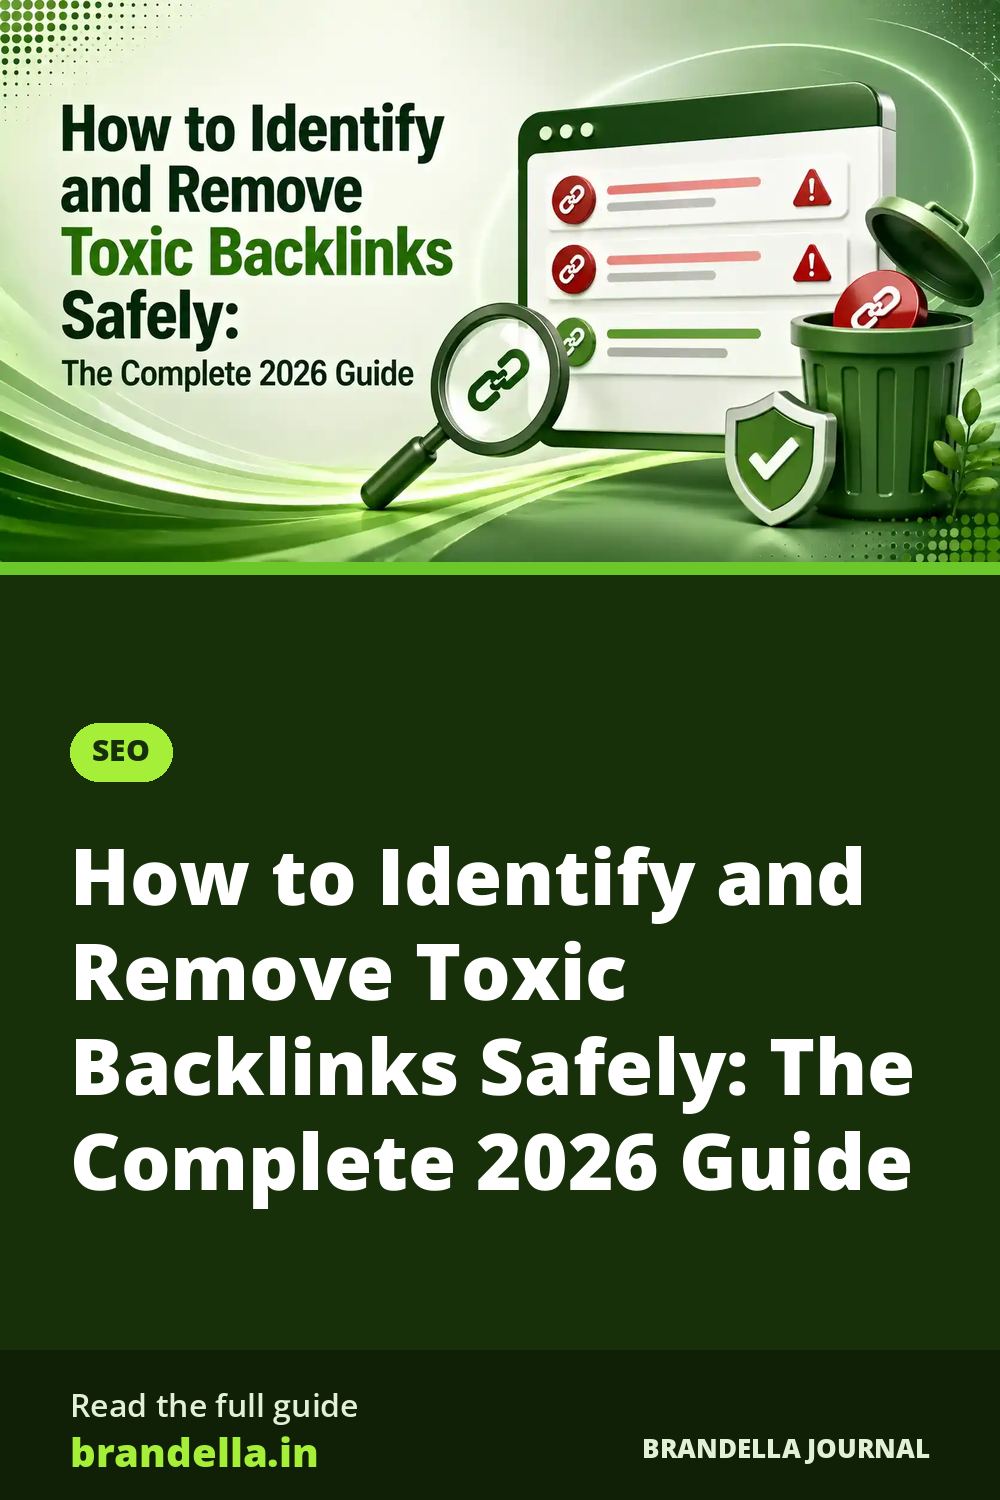 How to Identify
and Remove
Toxic Backlinks
Safely:
The Complete 2026 Guide
SEO
How to Identify and
Remove Toxic
Backlinks Safely: The
Complete 2026 Guide
Read the full guide
brandella.in
BRANDELLA JOURNAL